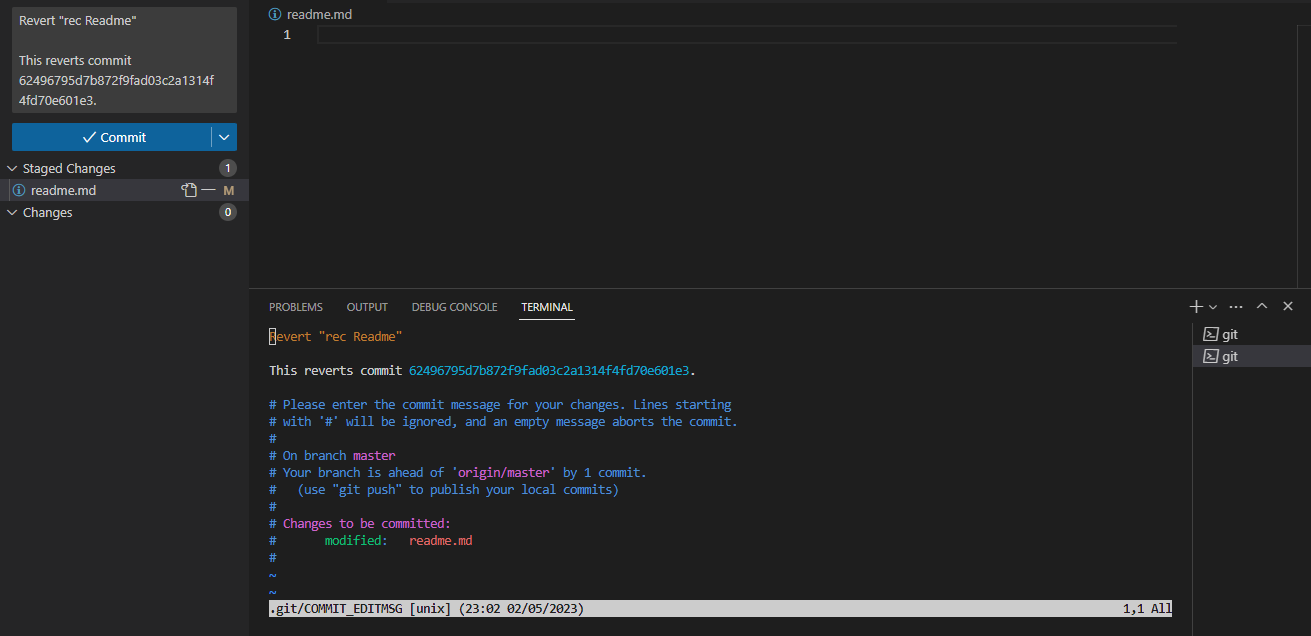 Revert "rec Readme"
This reverts commit
62496795d7b872f9fad03c2a1314f
4fd70e601e3.
Commit
Staged Changes 1
readme.md M
Changes 0
readme.md
1
PROBLEMS OUTPUT DEBUG CONSOLE TERMINAL
Revert "rec Readme"
This reverts commit 62496795d7b872f9fad03c2a1314f4fd70e601e3.
# Please enter the commit message for your changes. Lines starting
# with '#' will be ignored, and an empty message aborts the commit.
#
# On branch master
# Your branch is ahead of 'origin/master' by 1 commit.
#   (use "git push" to publish your local commits)
#
# Changes to be committed:
#       modified:   readme.md
#
~
~
.git/COMMIT_EDITMSG [unix] (23:02 02/05/2023) 1,1 All
git
git